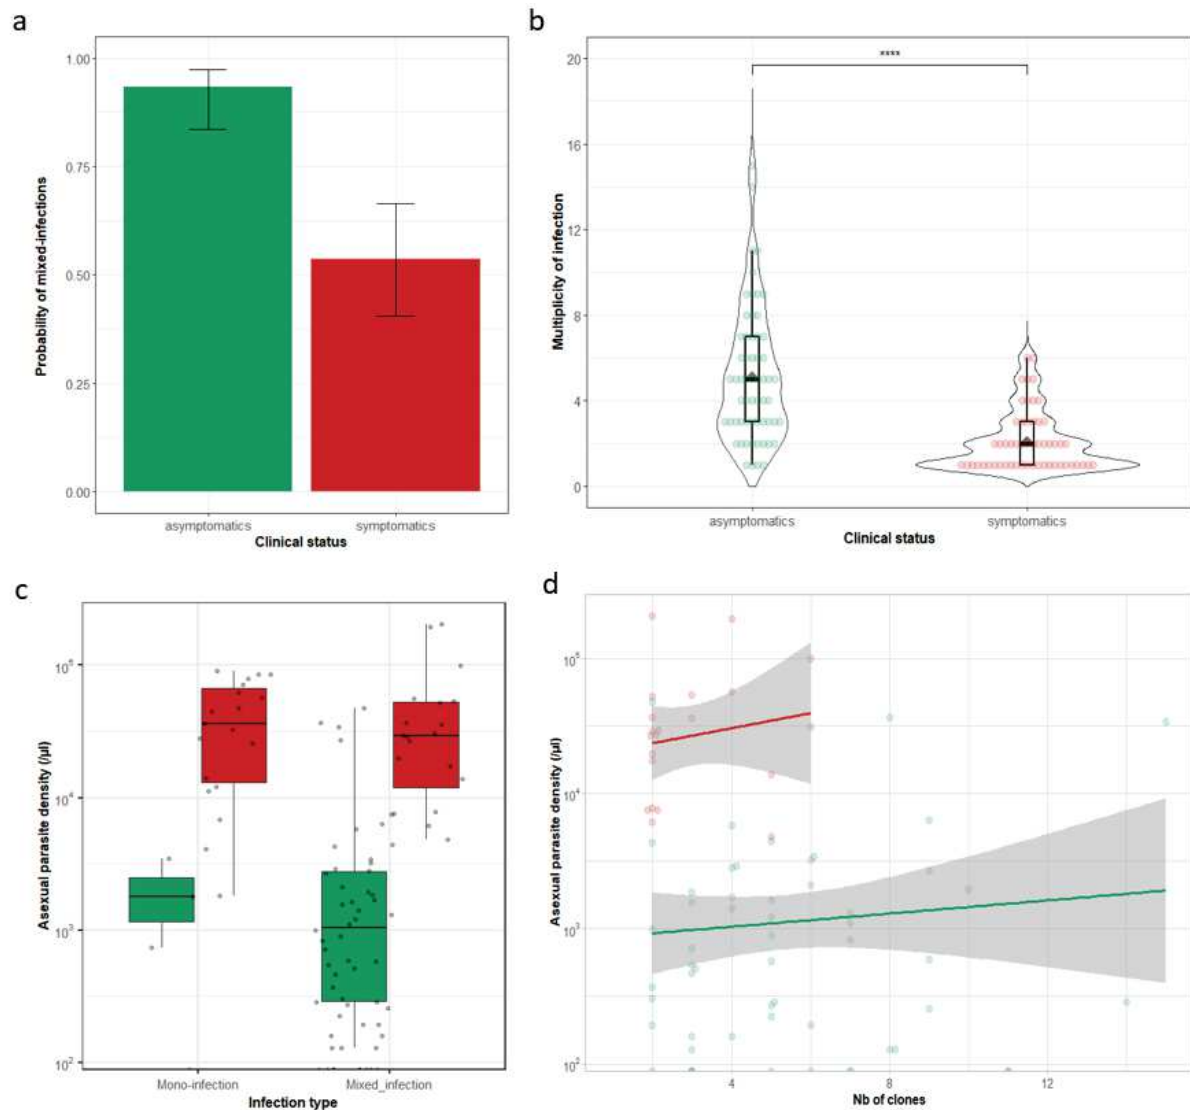 a
1.00
0.75
0.50
0.25
0.00
Probability of mixed-infections
asymptomatics symptomatics
Clinical status
b
20
16
12
8
4
0
Multiplicity of infection
****
asymptomatics symptomatics
Clinical status
c
10⁵
10⁴
10³
10²
Asexual parasite density (/µl)
Mono-infection Mixed_infection
Infection type
d
10⁵
10⁴
10³
10²
Asexual parasite density (/µl)
4 8 12
Nb of clones